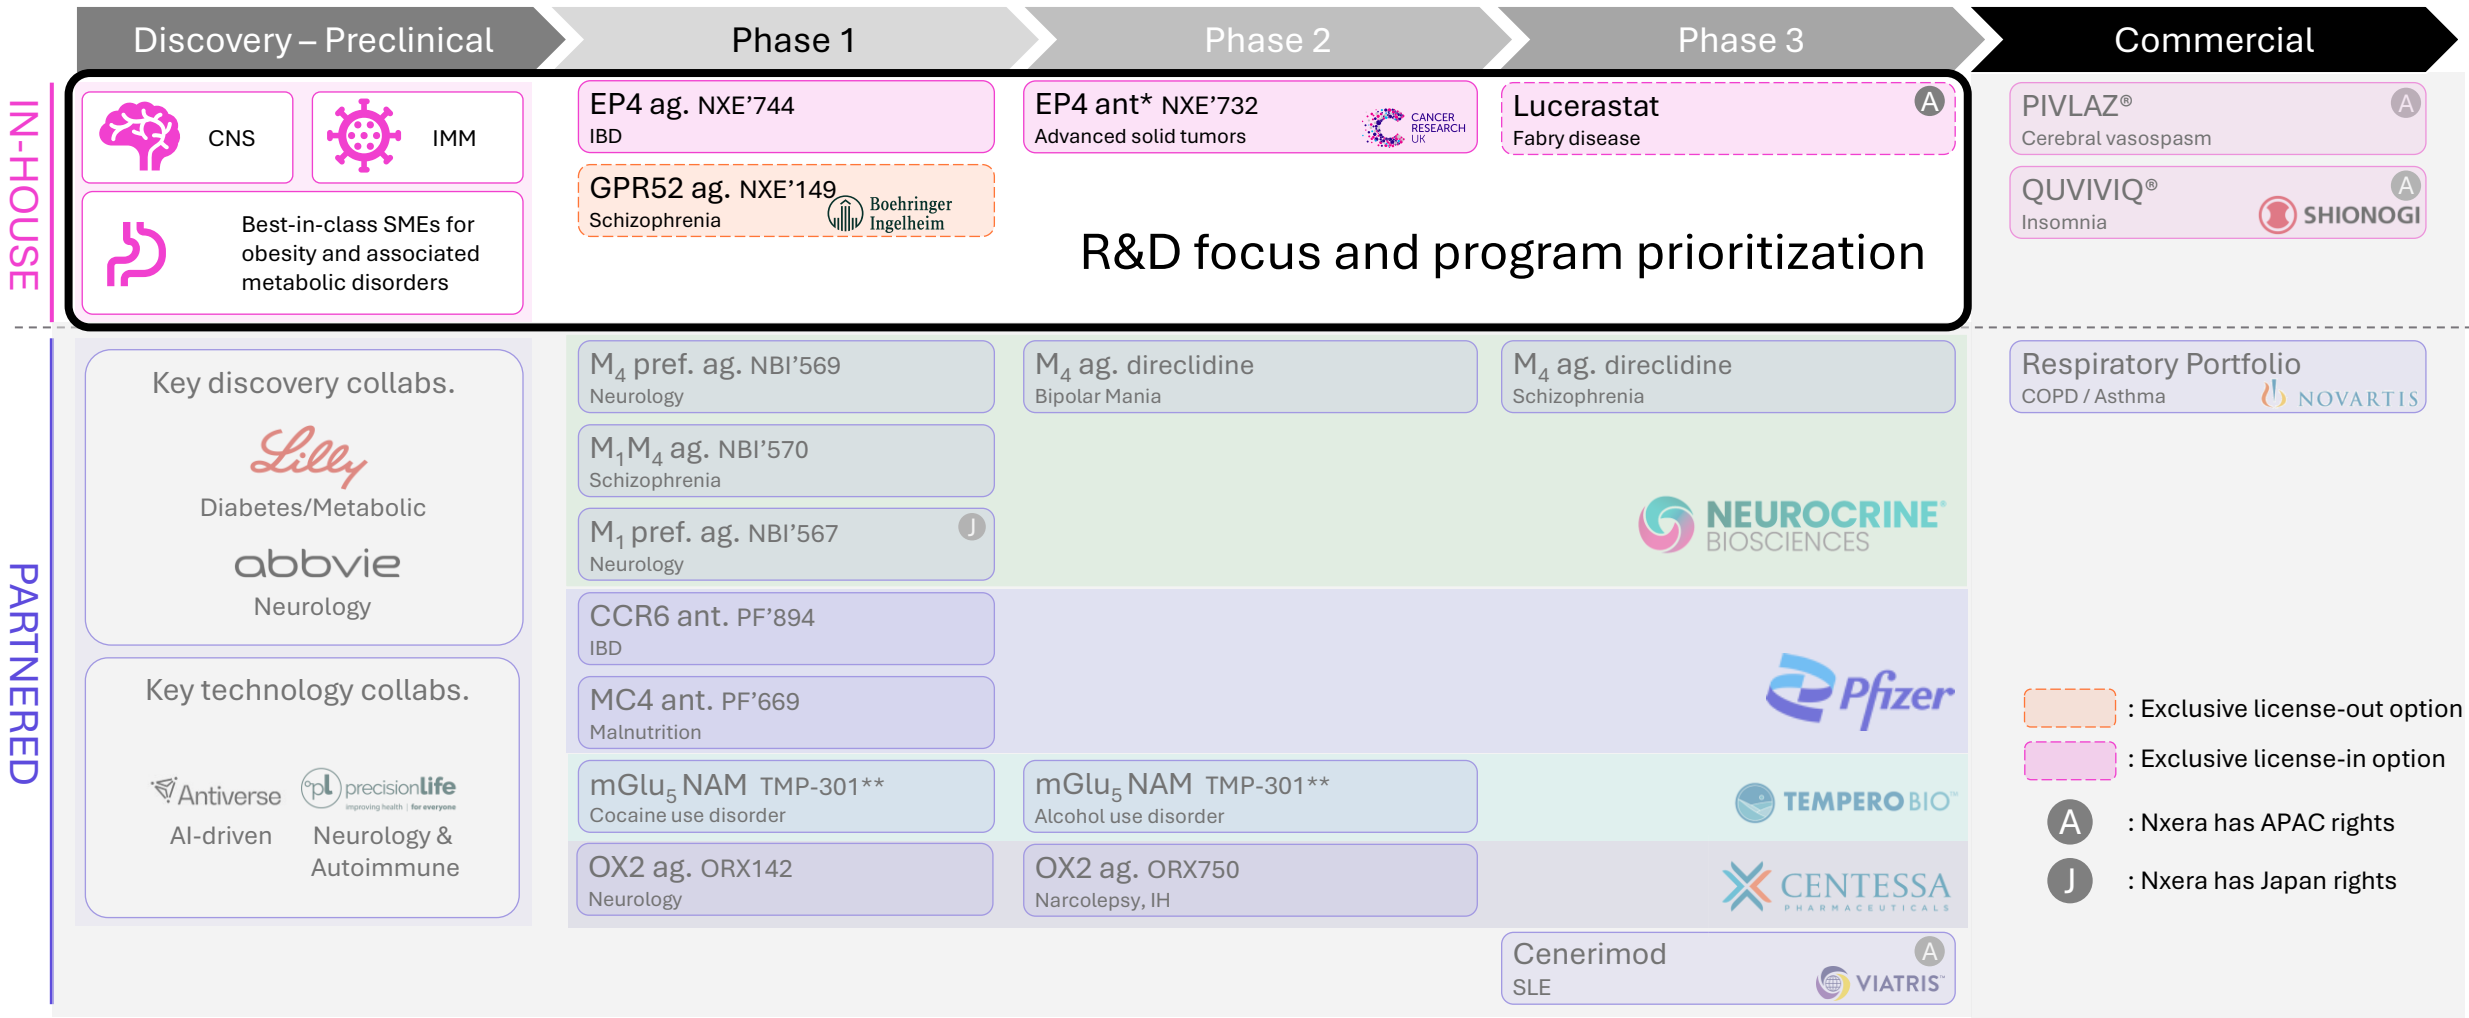 Discovery – Preclinical
Phase 1
Phase 2
Phase 3
Commercial
IN-HOUSE
CNS
IMM
Best-in-class SMEs for
obesity and associated
metabolic disorders
EP4 ag. NXE’744
IBD
GPR52 ag. NXE’149
Schizophrenia
Boehringer
Ingelheim
EP4 ant* NXE’732
Advanced solid tumors
CANCER
RESEARCH
UK
Lucerastat
Fabry disease
A
R&D focus and program prioritization
PIVLAZ®
Cerebral vasospasm
A
QUVIVIQ®
Insomnia
A
SHIONOGI
PARTNERED
Key discovery collabs.
Lilly
Diabetes/Metabolic
abbvie
Neurology
Key technology collabs.
Antiverse
AI-driven
pl precisionlife
improving health | for everyone
Neurology &
Autoimmune
M₄ pref. ag. NBI’569
Neurology
M₄ ag. direclidine
Bipolar Mania
M₄ ag. direclidine
Schizophrenia
M₁M₄ ag. NBI’570
Schizophrenia
M₁ pref. ag. NBI’567
Neurology
J
NEUROCRINE®
BIOSCIENCES
CCR6 ant. PF’894
IBD
MC4 ant. PF’669
Malnutrition
Pfizer
mGlu₅ NAM TMP-301**
Cocaine use disorder
mGlu₅ NAM TMP-301**
Alcohol use disorder
TEMPERO BIO™
OX2 ag. ORX142
Neurology
OX2 ag. ORX750
Narcolepsy, IH
CENTESSA
PHARMACEUTICALS
Cenerimod
SLE
A
VIATRIS™
Respiratory Portfolio
COPD / Asthma
NOVARTIS
: Exclusive license-out option
: Exclusive license-in option
A : Nxera has APAC rights
J : Nxera has Japan rights